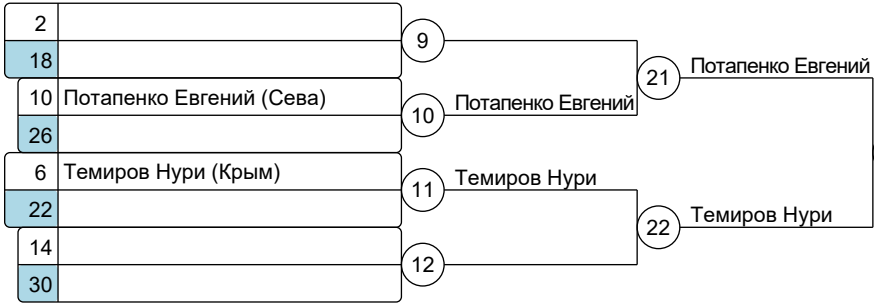 2
18
9
10 Потапенко Евгений (Сева)
26
10
Потапенко Евгений
21
Потапенко Евгений
6 Темиров Нури (Крым)
22
11
Темиров Нури
14
30
12
22
Темиров Нури